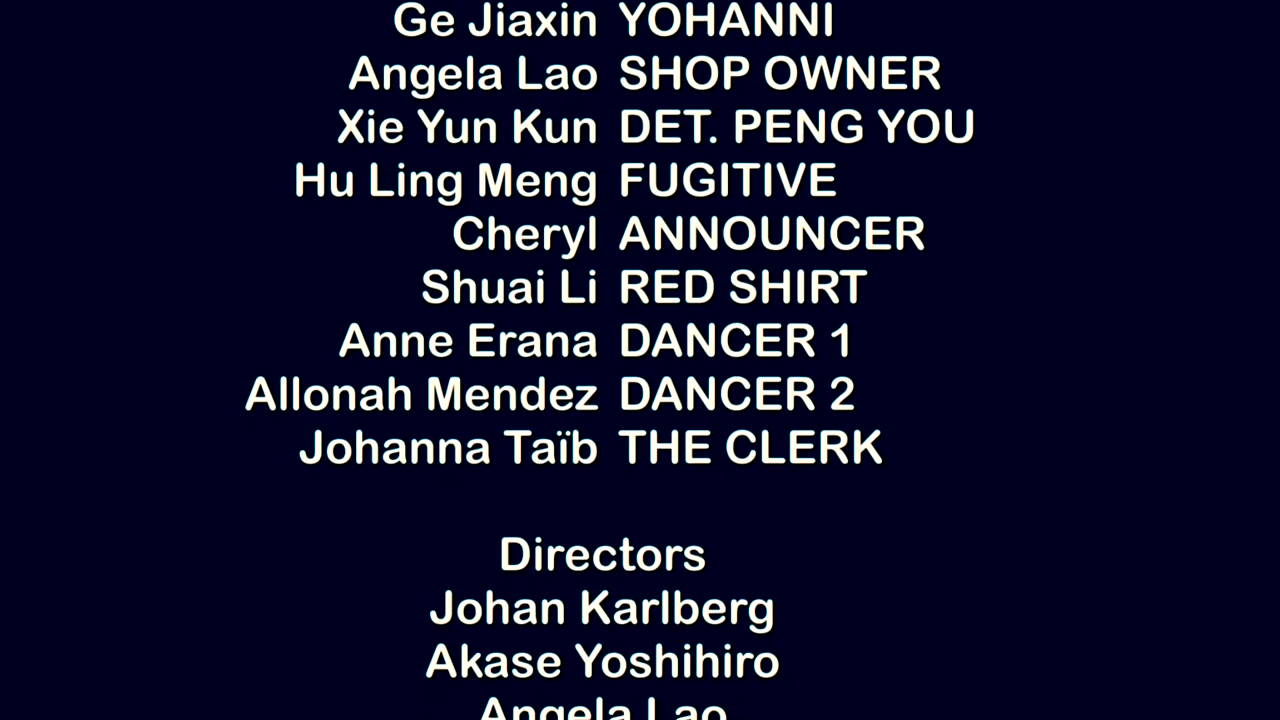 Ge Jiaxin YOHANNI
Angela Lao SHOP OWNER
Xie Yun Kun DET. PENG YOU
Hu Ling Meng FUGITIVE
Cheryl ANNOUNCER
Shuai Li RED SHIRT
Anne Erana DANCER 1
Allonah Mendez DANCER 2
Johanna Taïb THE CLERK
Directors
Johan Karlberg
Akase Yoshihiro
Angela Lao